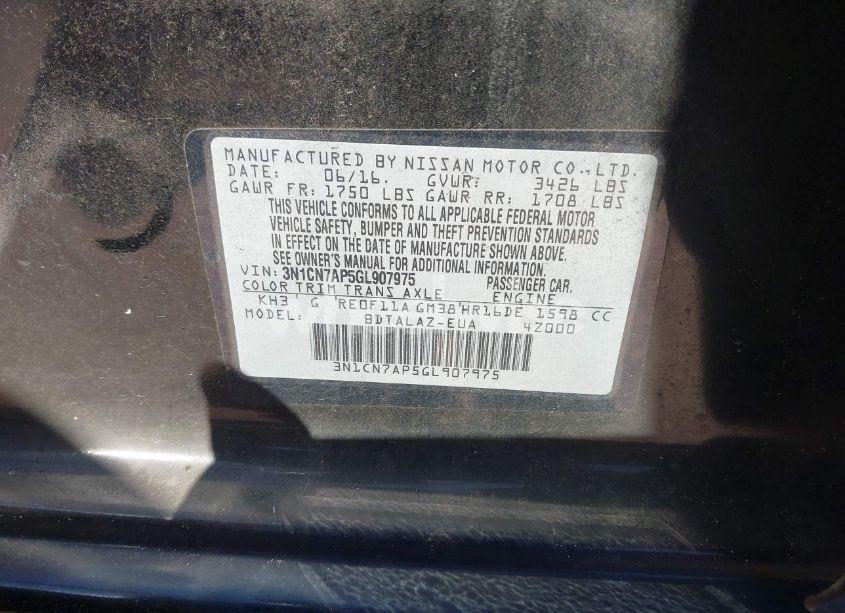 MANUFACTURED BY NISSAN MOTOR CO.,LTD.
DATE: 06/16. GVWR: 3426 LBS
GAWR FR: 1750 LBS GAWR RR: 1708 LBS
THIS VEHICLE CONFORMS TO ALL APPLICABLE FEDERAL MOTOR
VEHICLE SAFETY, BUMPER AND THEFT PREVENTION STANDARDS
IN EFFECT ON THE DATE OF MANUFACTURE SHOWN ABOVE.
SEE OWNER'S MANUAL FOR ADDITIONAL INFORMATION.
VIN: 3N1CN7AP5GL907975 PASSENGER CAR.
COLOR TRIM TRANS AXLE ENGINE
KH3 G RE0F11A GM38 HR16DE 1598 CC
MODEL: BDTALAZ-EUA 4Z000
3N1CN7AP5GL907975